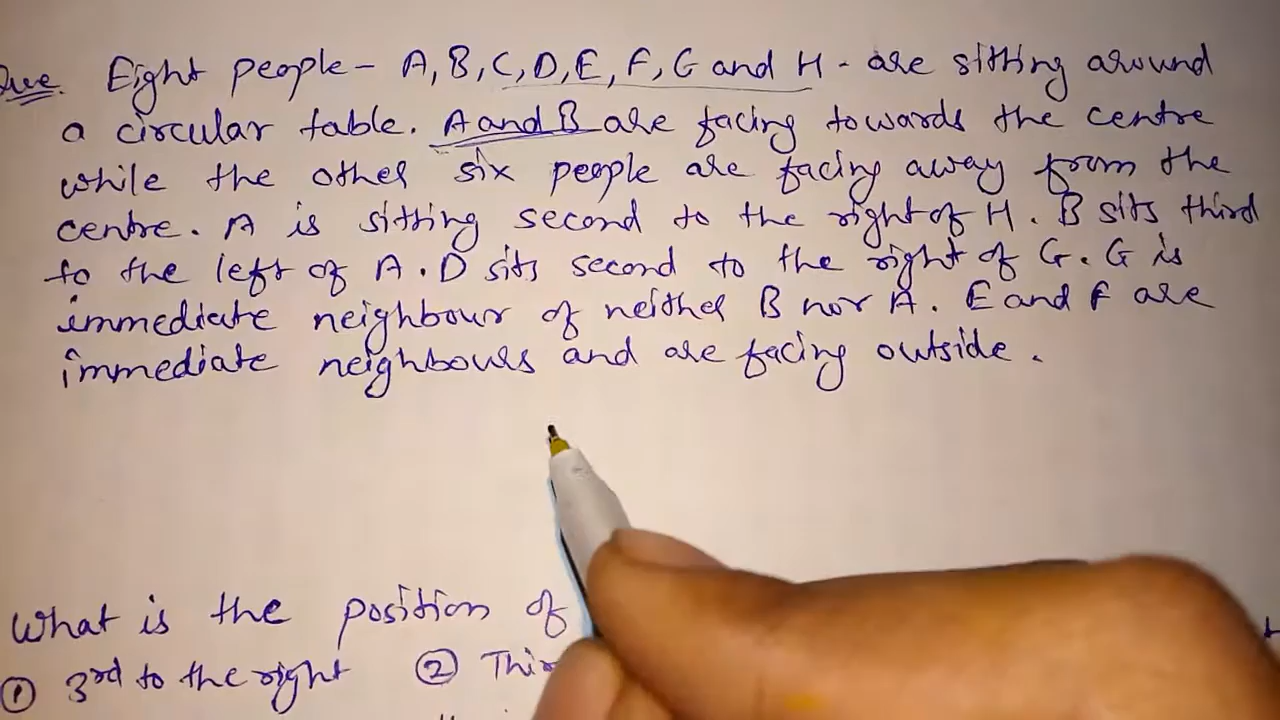 Que. Eight people - A, B, C, D, E, F, G and H - are sitting around
a circular table. A and B are facing towards the centre
while the other six people are facing away from the
centre. A is sitting second to the right of H. B sits third
to the left of A. D sits second to the right of G. G is
immediate neighbour of neither B nor A. E and F are
immediate neighbours and are facing outside.
What is the position of
① 3rd to the right ②